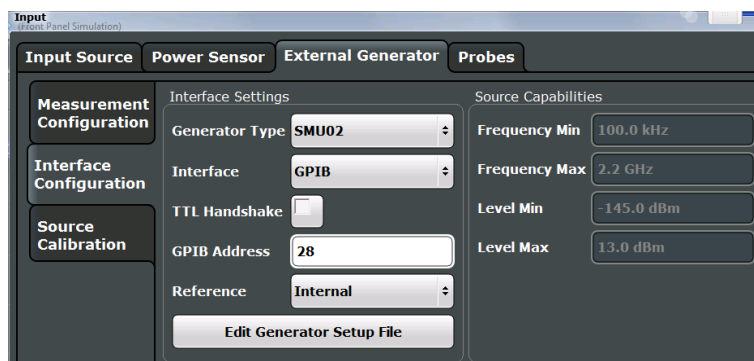 Input
(Front Panel Simulation)
Input Source
Power Sensor
External Generator
Probes
Measurement
Configuration
Interface
Configuration
Source
Calibration
Interface Settings
Generator Type SMU02
Interface GPIB
TTL Handshake
GPIB Address 28
Reference Internal
Edit Generator Setup File
Source Capabilities
Frequency Min 100.0 kHz
Frequency Max 2.2 GHz
Level Min -145.0 dBm
Level Max 13.0 dBm